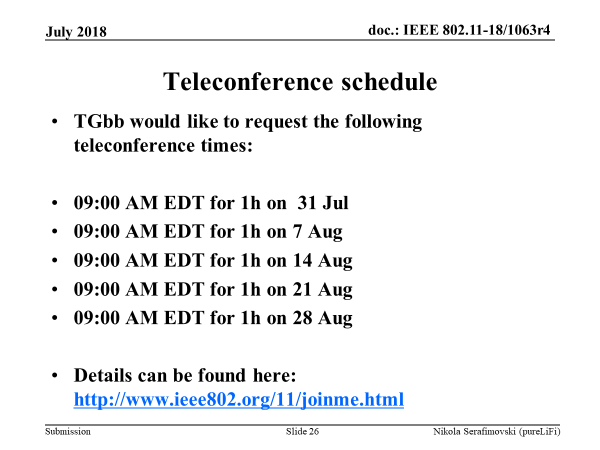 July 2018 doc.: IEEE 802.11-18/1063r4
Teleconference schedule
• TGbb would like to request the following
teleconference times:
• 09:00 AM EDT for 1h on 31 Jul
• 09:00 AM EDT for 1h on 7 Aug
• 09:00 AM EDT for 1h on 14 Aug
• 09:00 AM EDT for 1h on 21 Aug
• 09:00 AM EDT for 1h on 28 Aug
• Details can be found here:
http://www.ieee802.org/11/joinme.html
Submission Slide 26 Nikola Serafimovski (pureLiFi)